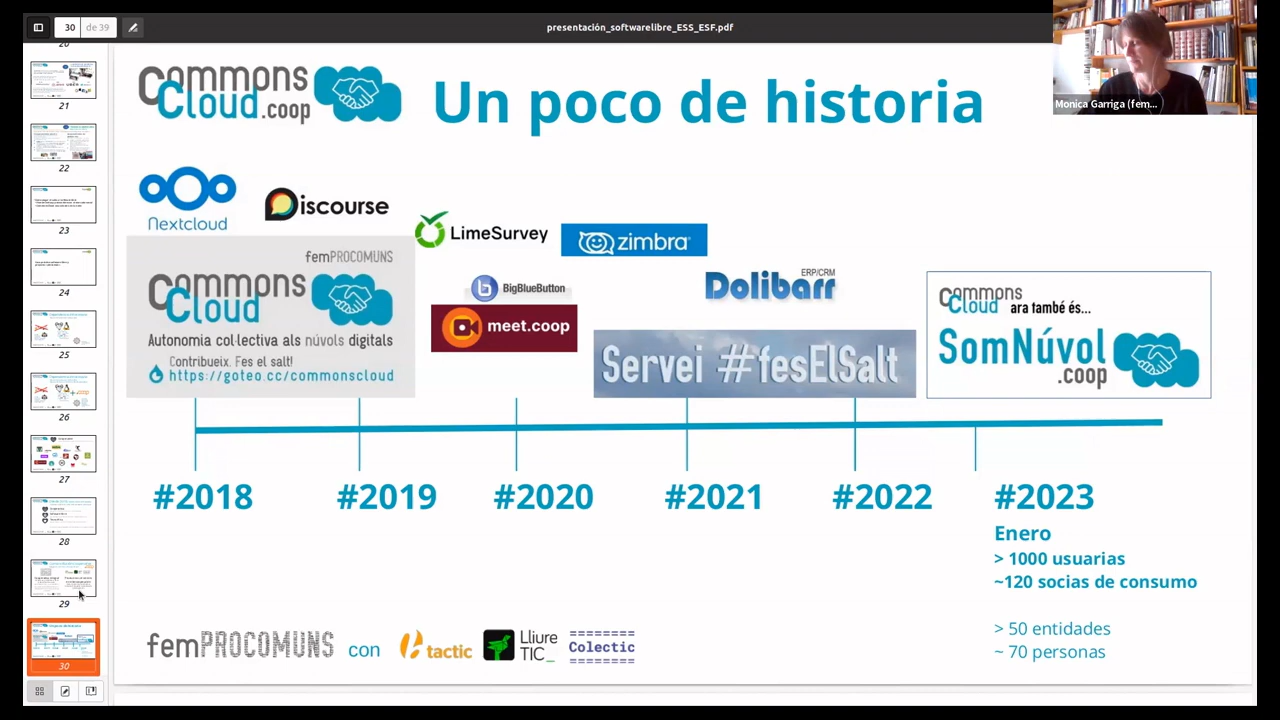 30 de 39
presentación_softwarelibre_ESS_ESF.pdf
Monica Garriga (fem...
20
21
22
23
24
25
26
27
28
29
30
Commons
Cloud.coop
Un poco de historia
Nextcloud
Discourse
LimeSurvey
zimbra
femPROCOMUNS
Commons
Cloud
Autonomia col·lectiva als núvols digitals
Contribueix. Fes el salt!
https://goteo.cc/commonscloud
BigBlueButton
meet.coop
ERP/CRM
Dolibarr
Servei #fesElSalt
Commons
Cloud
ara també és...
SomNúvol
.coop
#2018 #2019 #2020 #2021 #2022 #2023
Enero
> 1000 usuarias
~120 socias de consumo
> 50 entidades
~ 70 personas
femPROCOMUNS con tactic Lliure
TIC_
Colectic